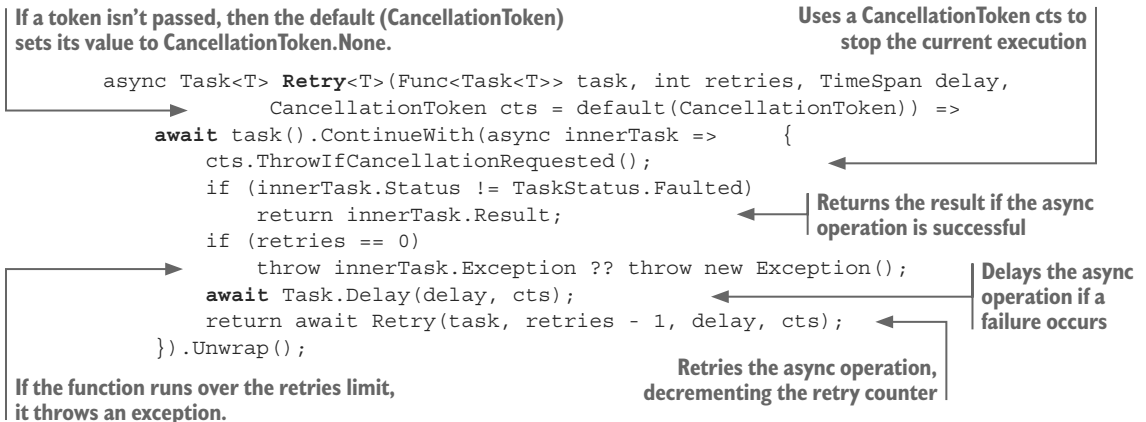 If a token isn't passed, then the default (CancellationToken)
sets its value to CancellationToken.None.
Uses a CancellationToken cts to
stop the current execution
async Task<T> Retry<T>(Func<Task<T>> task, int retries, TimeSpan delay,
CancellationToken cts = default(CancellationToken)) =>
await task().ContinueWith(async innerTask => {
cts.ThrowIfCancellationRequested();
if (innerTask.Status != TaskStatus.Faulted)
return innerTask.Result;
Returns the result if the async
operation is successful
if (retries == 0)
throw innerTask.Exception ?? throw new Exception();
Delays the async
operation if a
failure occurs
await Task.Delay(delay, cts);
return await Retry(task, retries - 1, delay, cts);
}).Unwrap();
Retries the async operation,
decrementing the retry counter
If the function runs over the retries limit,
it throws an exception.